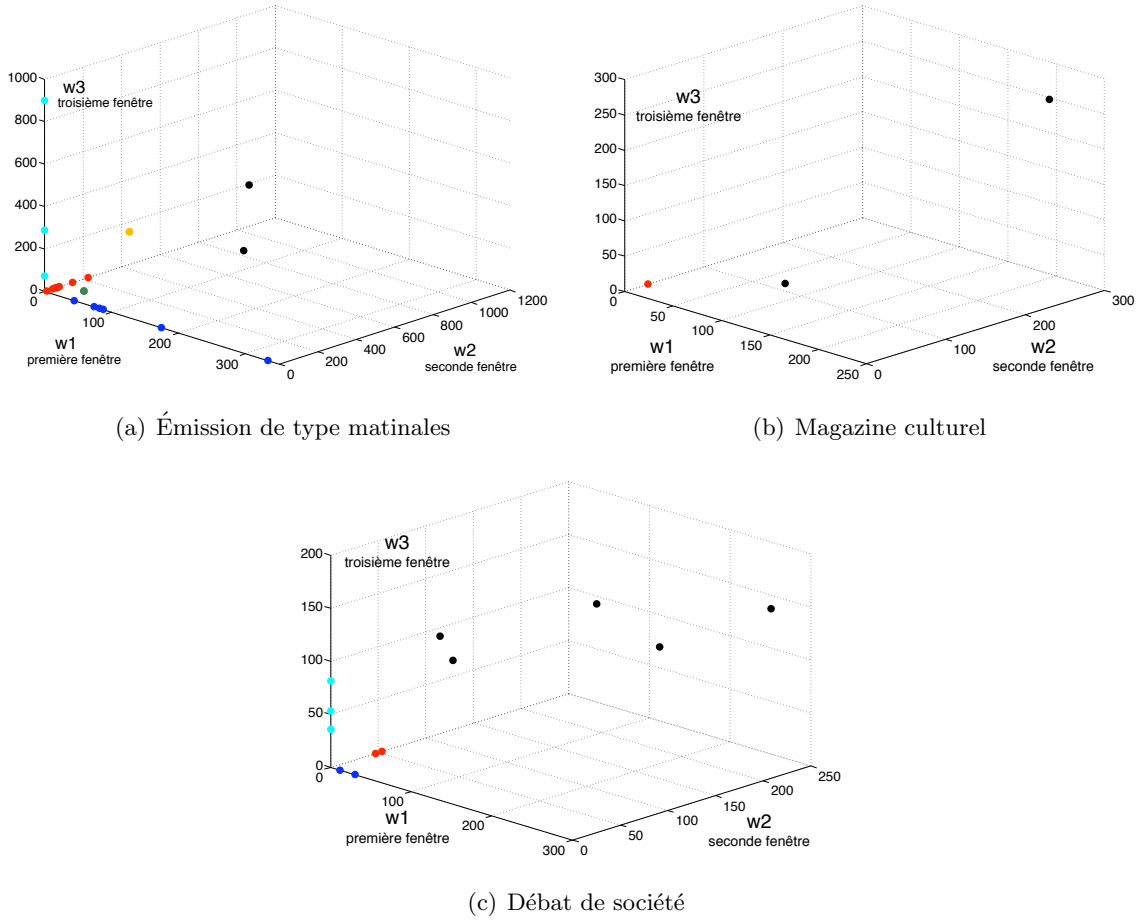 1000
800
600
400
200
0
w3
troisième fenêtre
0
100
200
300
w1
première fenêtre
0
200
400
600
800
1000
1200
w2
seconde fenêtre
(a) Émission de type matinales
300
250
200
150
100
50
0
w3
troisième fenêtre
0
50
100
150
200
250
w1
première fenêtre
0
100
200
300
w2
seconde fenêtre
(b) Magazine culturel
200
150
100
50
0
w3
troisième fenêtre
0
100
200
300
w1
première fenêtre
0
50
100
150
200
250
w2
seconde fenêtre
(c) Débat de société